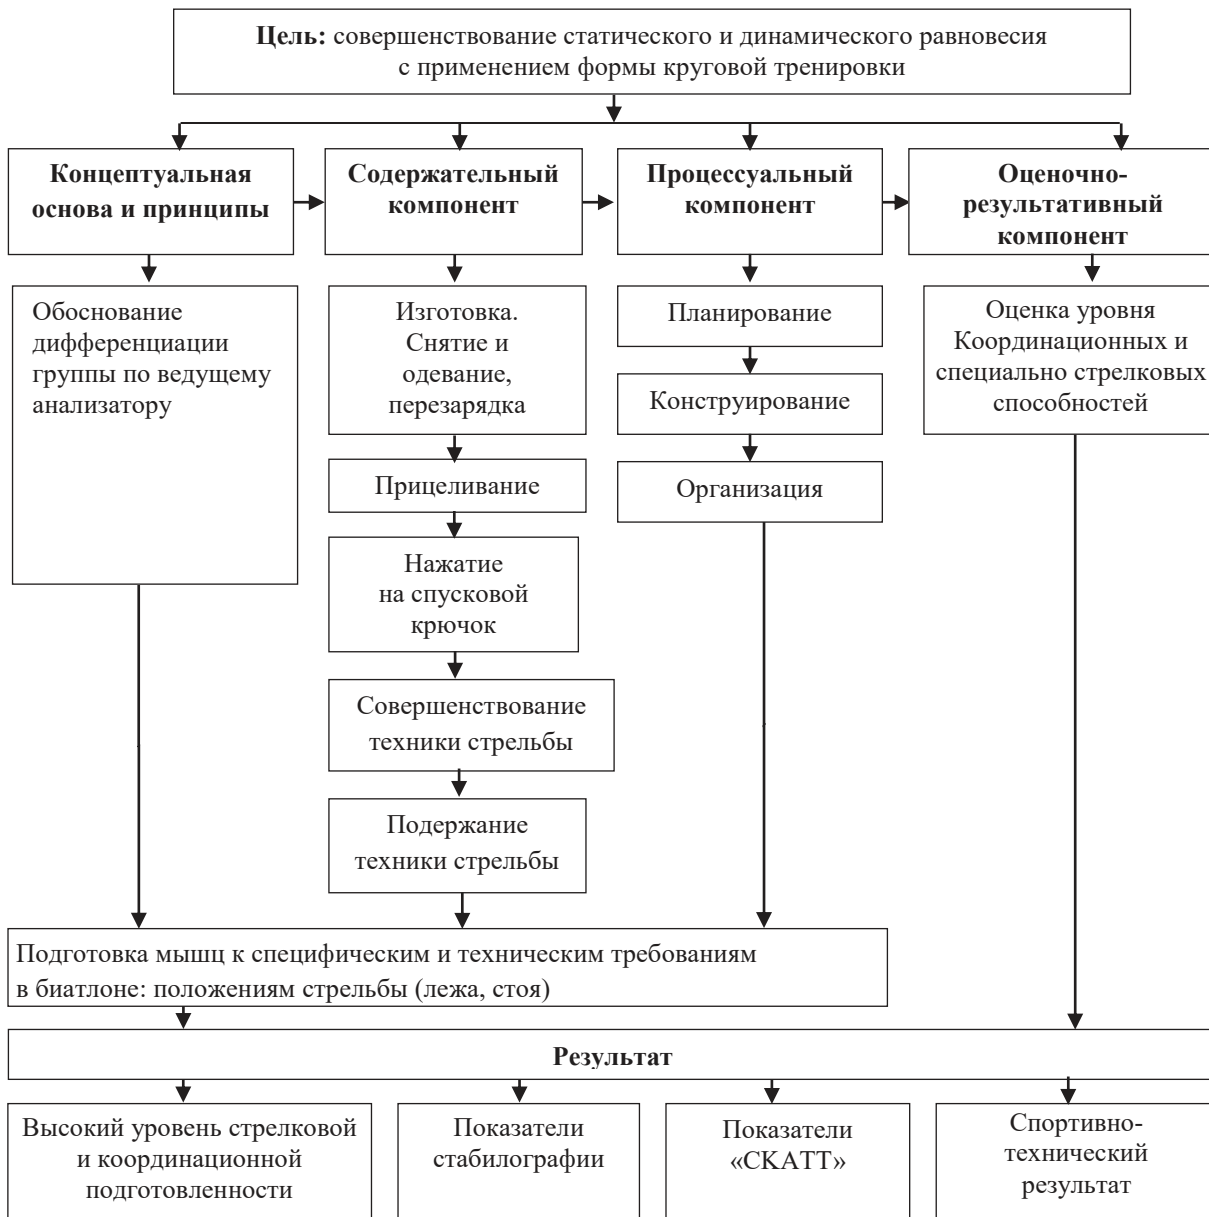 Цель: совершенствование статического и динамического равновесия
с применением формы круговой тренировки
Концептуальная
основа и принципы
Содержательный
компонент
Процессуальный
компонент
Оценочно-
результативный
компонент
Обоснование
дифференциации
группы по ведущему
анализатору
Изготовка.
Снятие и
одевание,
перезарядка
Прицеливание
Нажатие
на спусковой
крючок
Совершенствование
техники стрельбы
Подержание
техники стрельбы
Планирование
Конструирование
Организация
Оценка уровня
Координационных и
специально стрелковых
способностей
Подготовка мышц к специфическим и техническим требованиям
в биатлоне: положениям стрельбы (лежа, стоя)
Результат
Высокий уровень стрелковой
и координационной
подготовленности
Показатели
стабилографии
Показатели
«СКАТТ»
Спортивно-
технический
результат